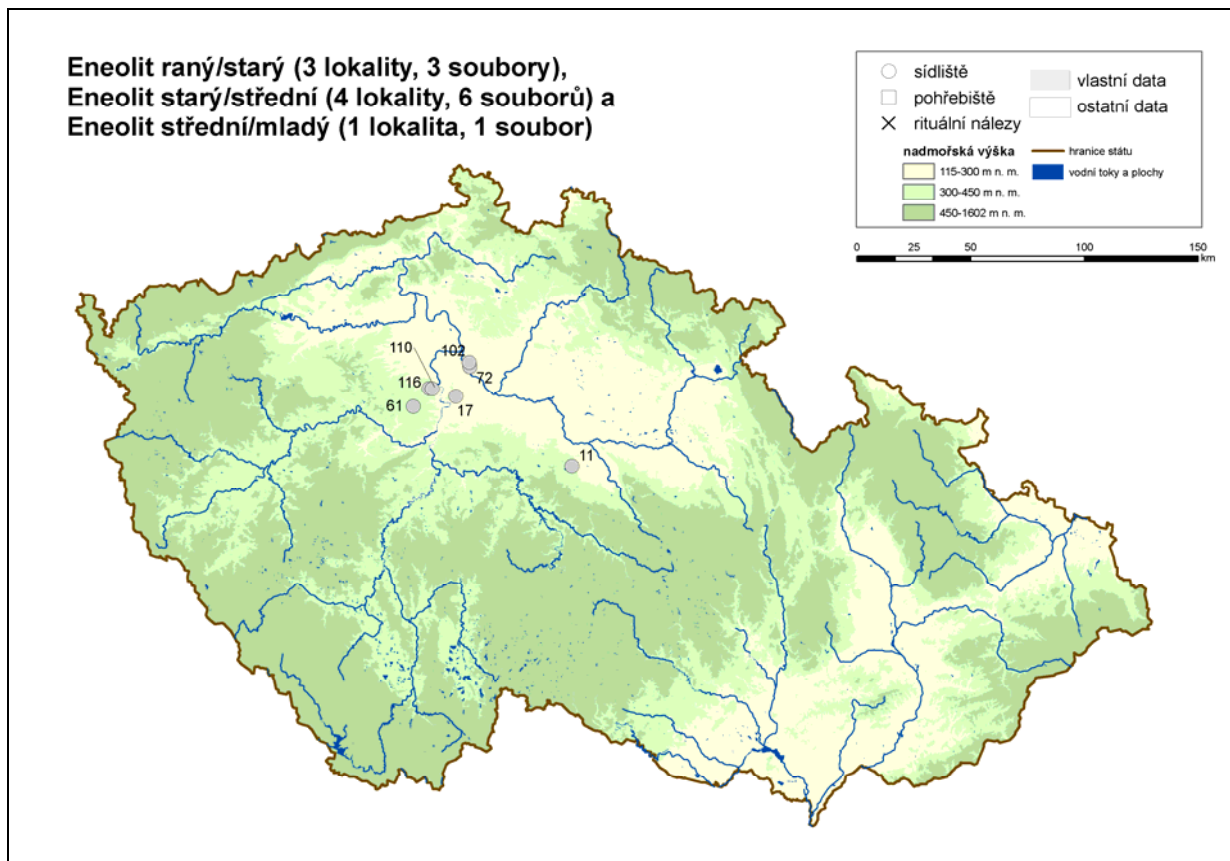 Eneolit raný/starý (3 lokality, 3 soubory),
Eneolit starý/střední (4 lokality, 6 souborů) a
Eneolit střední/mladý (1 lokalita, 1 soubor)
sídliště
pohřebiště
rituální nálezy
vlastní data
ostatní data
nadmořská výška
115-300 m n. m.
300-450 m n. m.
450-1602 m n. m.
hranice státu
vodní toky a plochy
0 25 50 100 150
km
110
102
72
116
61
17
11